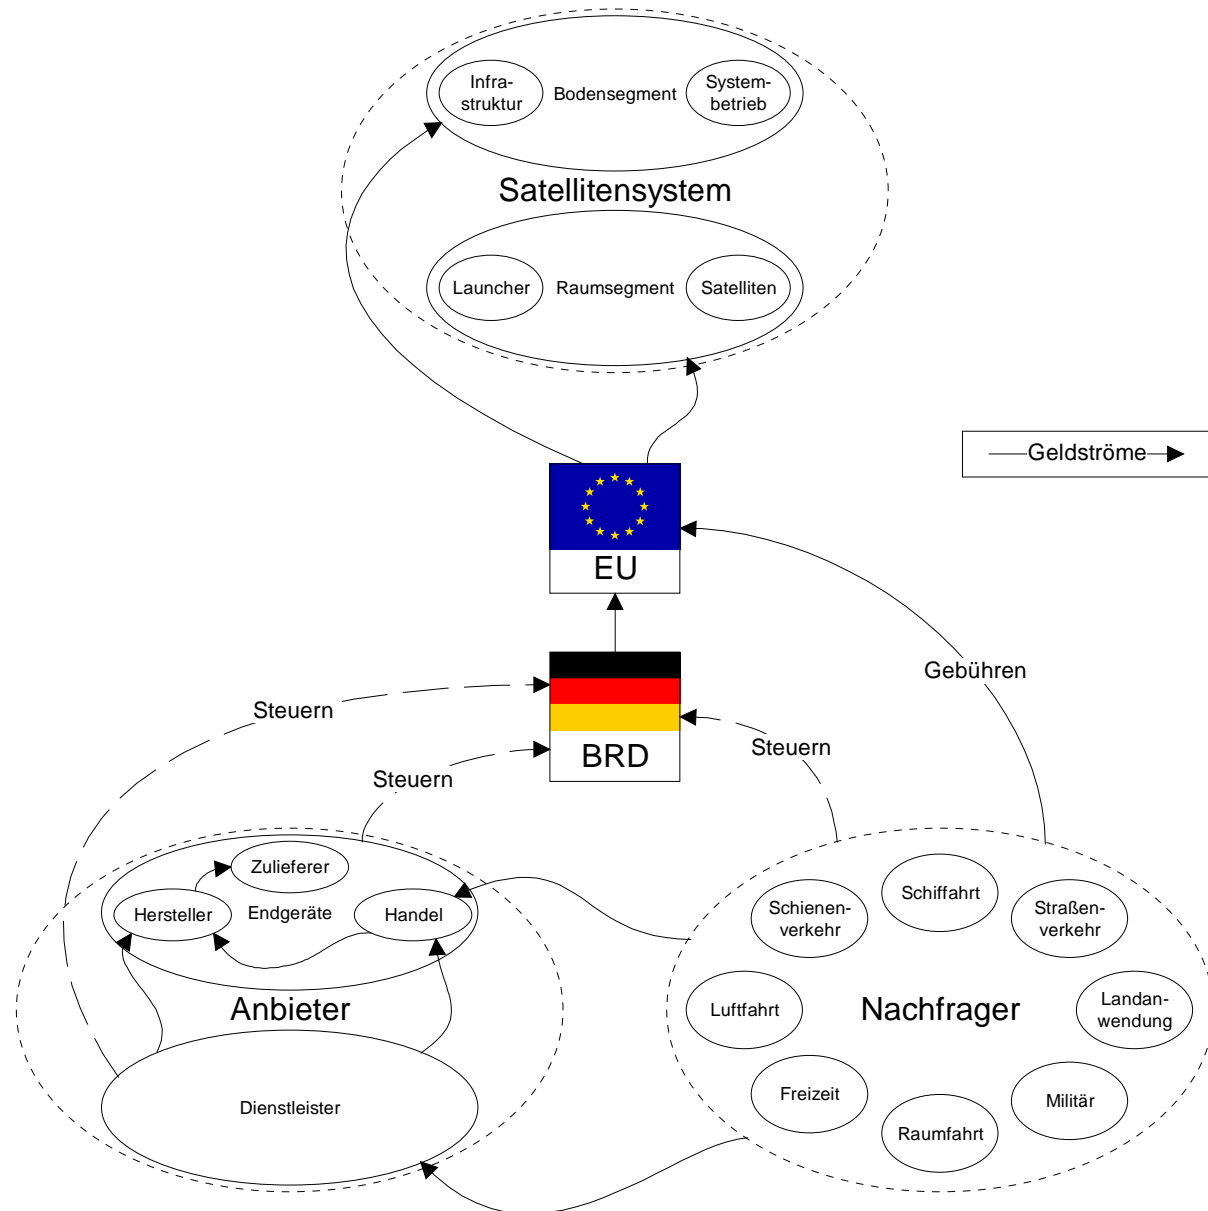 Infra-
struktur
Bodensegment
System-
betrieb
Satellitensystem
Launcher
Raumsegment
Satelliten
Geldströme
EU
Gebühren
Steuern
BRD
Steuern
Steuern
Zulieferer
Hersteller
Endgeräte
Handel
Anbieter
Dienstleister
Schiffahrt
Schienen-
verkehr
Straßen-
verkehr
Luftfahrt
Nachfrager
Landan-
wendung
Freizeit
Militär
Raumfahrt